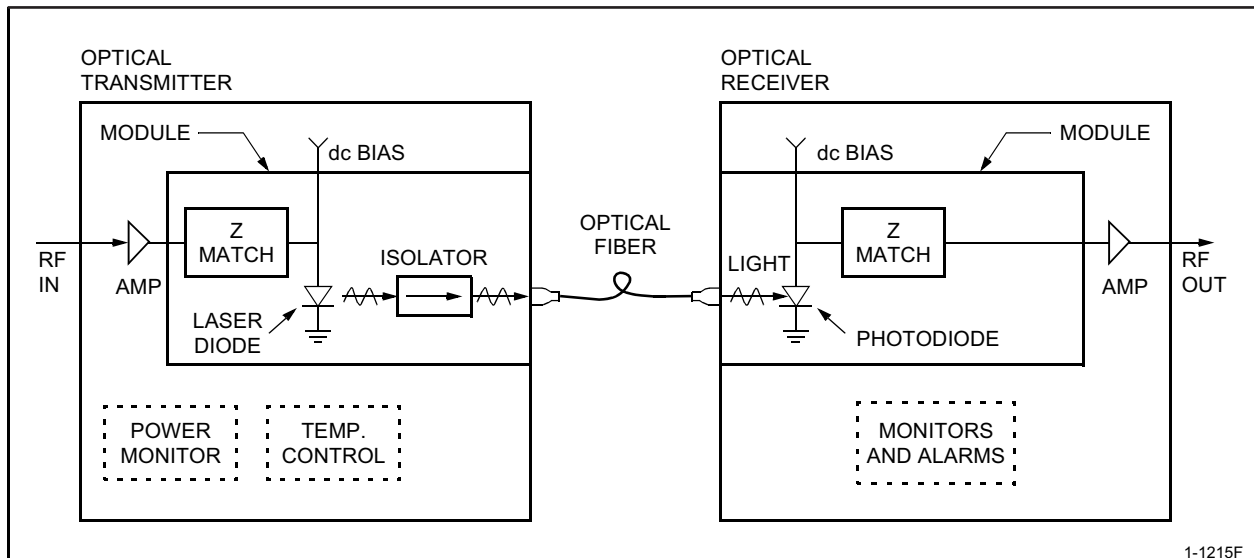 OPTICAL
TRANSMITTER
MODULE
dc BIAS
Z
MATCH
ISOLATOR
RF
IN
AMP
LASER
DIODE
POWER
MONITOR
TEMP.
CONTROL
OPTICAL
FIBER
OPTICAL
RECEIVER
MODULE
dc BIAS
Z
MATCH
LIGHT
PHOTODIODE
AMP
RF
OUT
MONITORS
AND ALARMS
1-1215F